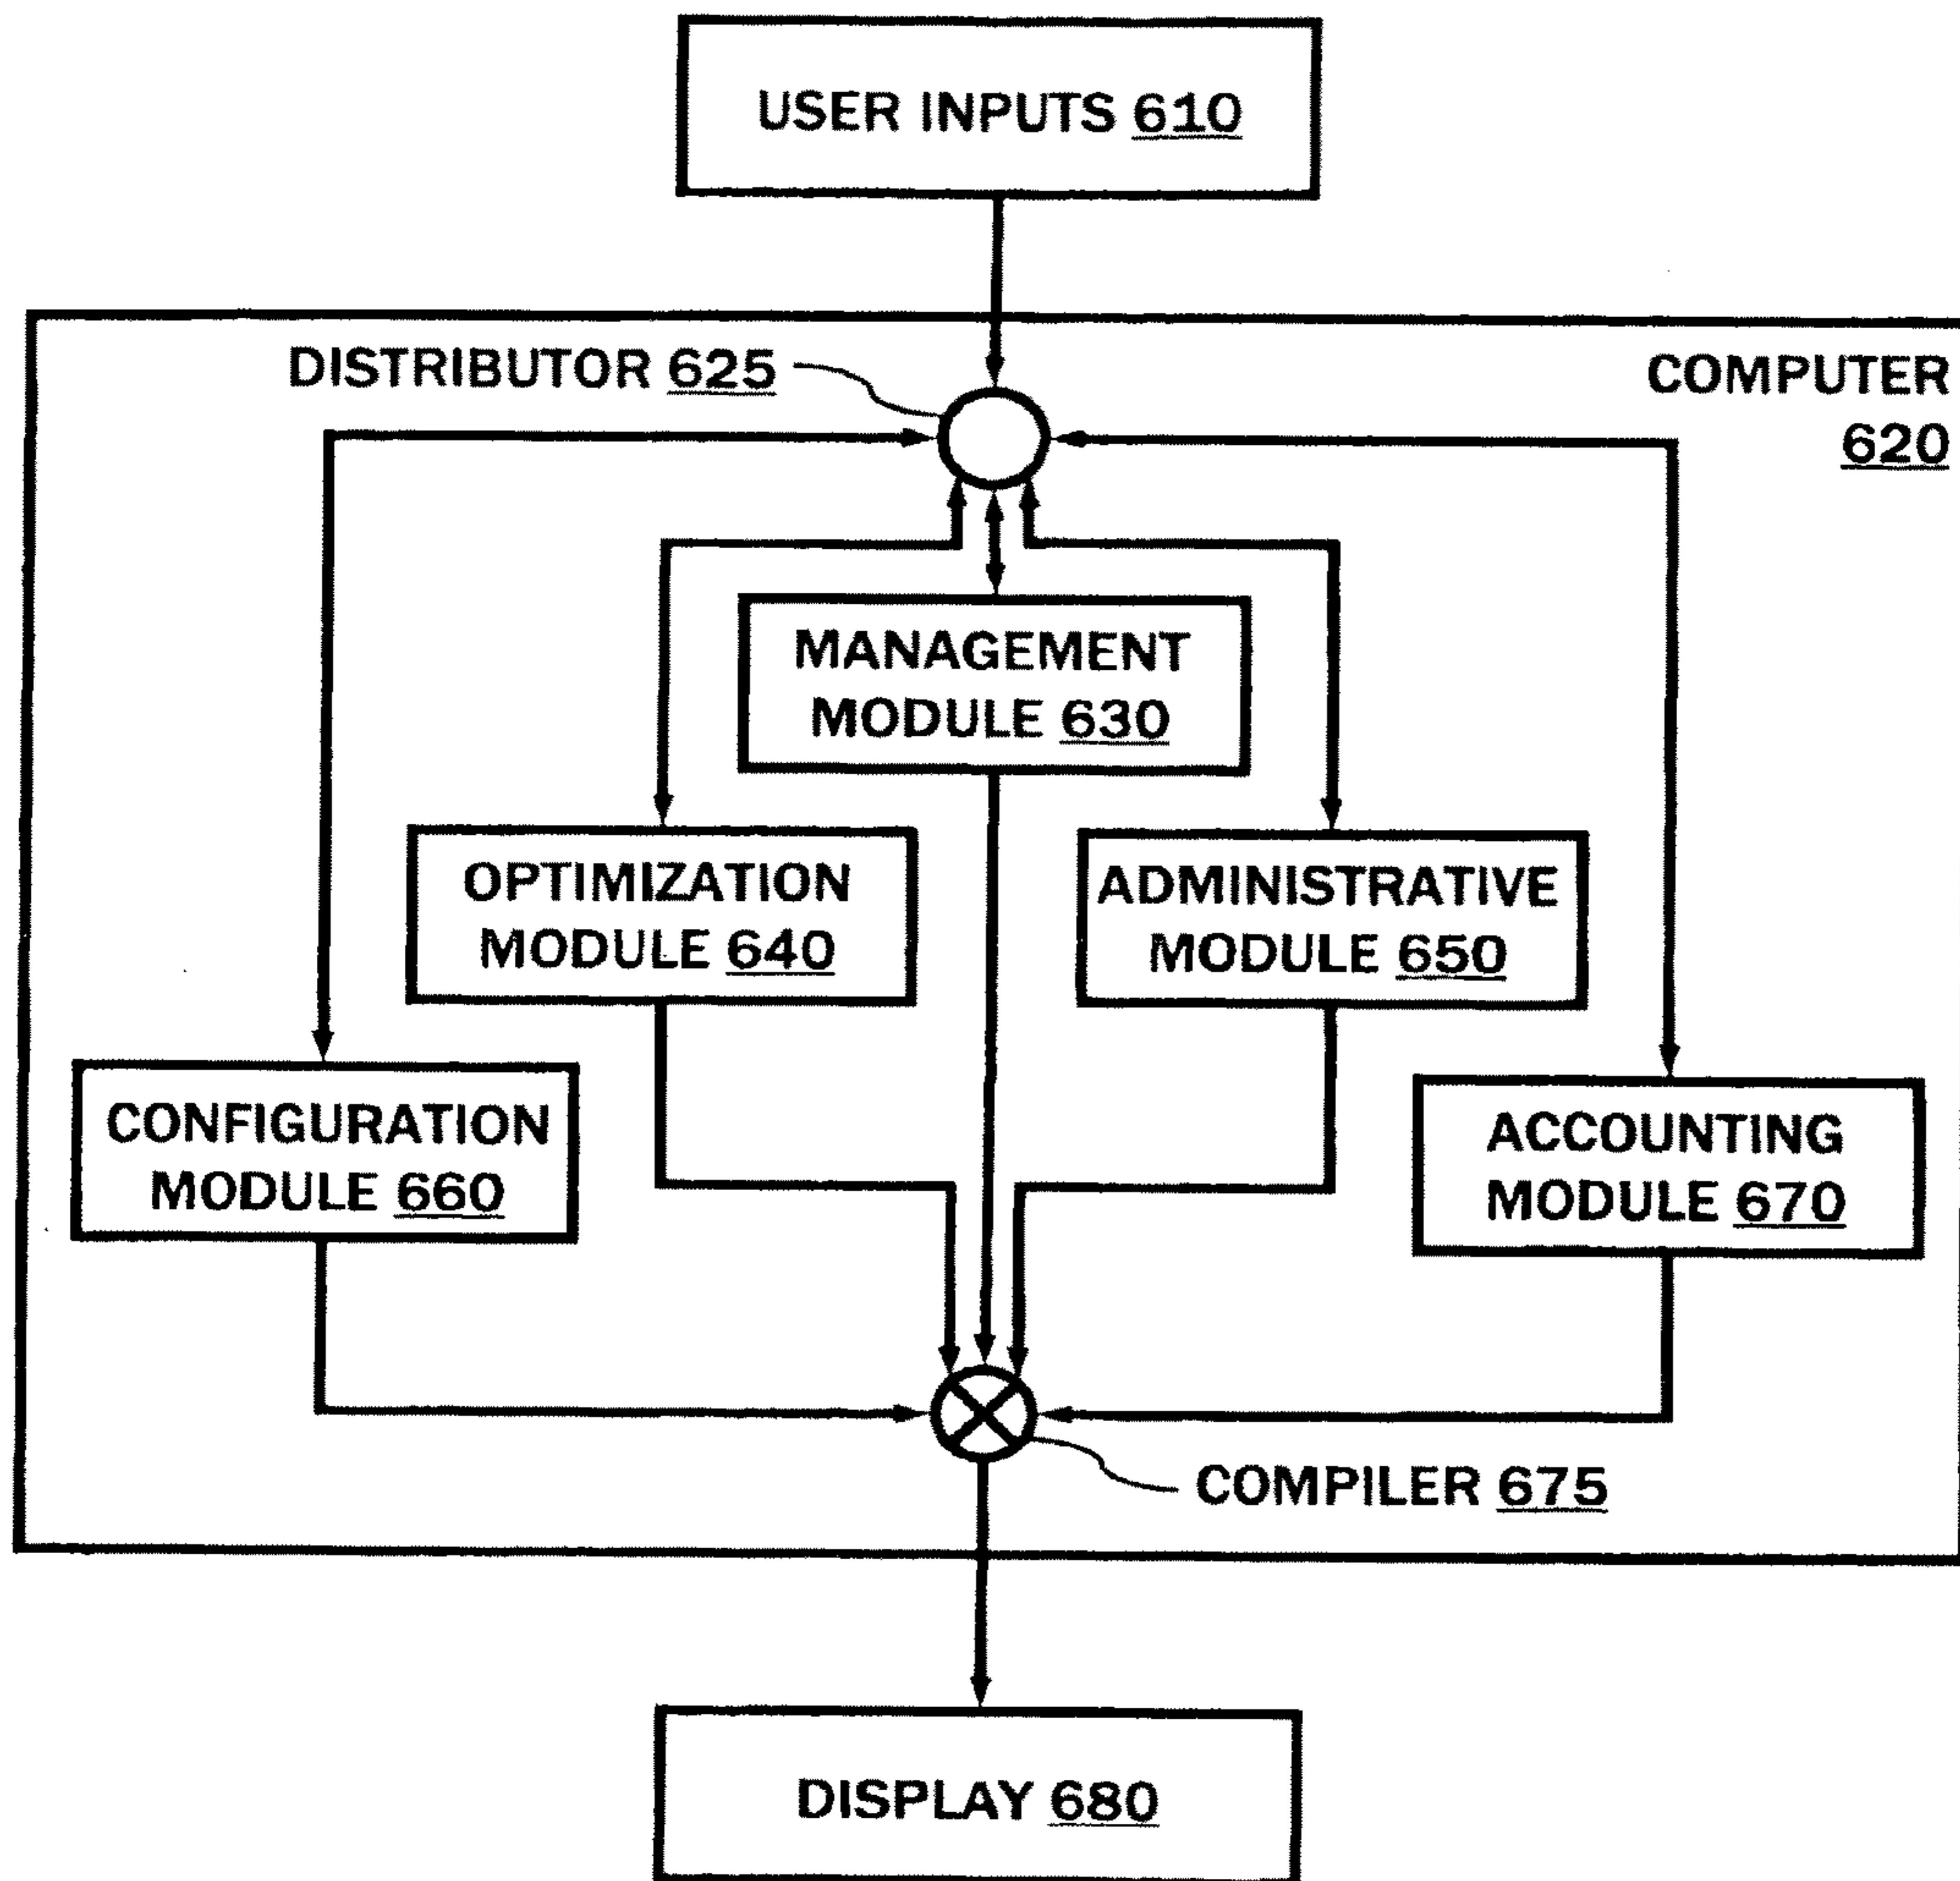 USER INPUTS 610
DISTRIBUTOR 625
COMPUTER
620
MANAGEMENT
MODULE 630
OPTIMIZATION
MODULE 640
ADMINISTRATIVE
MODULE 650
CONFIGURATION
MODULE 660
ACCOUNTING
MODULE 670
COMPILER 675
DISPLAY 680